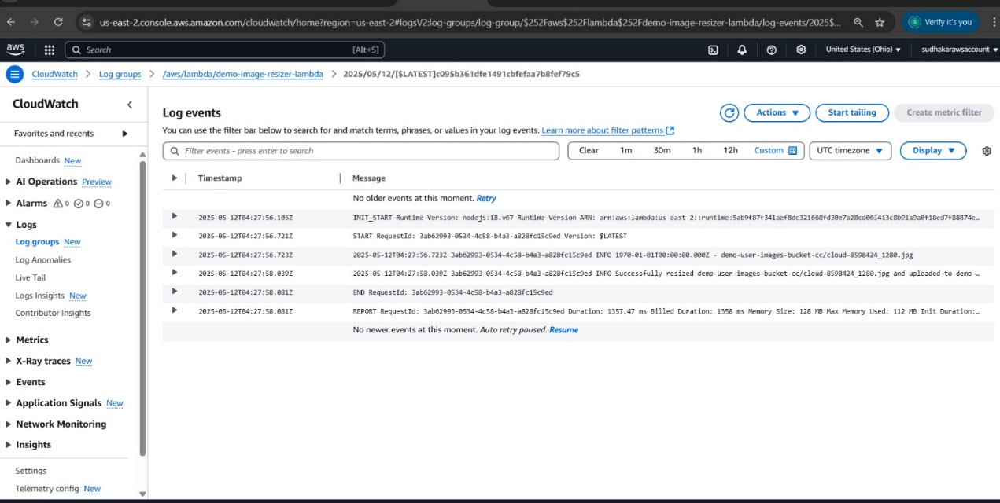 us-east-2.console.aws.amazon.com/cloudwatch/home?region=us-east-2#logsV2:log-groups/log-group/$252Faws$252Flambda$252Fdemo-image-resizer-lambda/log-events/2025$...
Verify it's you
aws
Search [Alt+S]
United States (Ohio)
sudhakarawsaccount
CloudWatch > Log groups > /aws/lambda/demo-image-resizer-lambda > 2025/05/12/[$LATEST]c095b361dfe1491cbfefaa7b8fef79c5
CloudWatch
Favorites and recents
Dashboards New
AI Operations Preview
Alarms 0 0 0
Logs
Log groups New
Log Anomalies
Live Tail
Logs Insights New
Contributor Insights
Metrics
X-Ray traces New
Events
Application Signals New
Network Monitoring
Insights
Settings
Telemetry config New
Log events
Actions
Start tailing
Create metric filter
You can use the filter bar below to search for and match terms, phrases, or values in your log events. Learn more about filter patterns
Filter events - press enter to search
Clear 1m 30m 1h 12h Custom
UTC timezone
Display
Timestamp Message
No older events at this moment. Retry
2025-05-12T04:27:56.105Z INIT_START Runtime Version: nodejs:18.v67 Runtime Version ARN: arn:aws:lambda:us-east-2::runtime:5ab9f87f341aef8dc321668fd30e7a28cd061413c8b91a9a0f18ed7f88874e...
2025-05-12T04:27:56.721Z START RequestId: 3ab62993-0534-4c58-b4a3-a828fc15c9ed Version: $LATEST
2025-05-12T04:27:56.723Z 2025-05-12T04:27:56.723Z 3ab62993-0534-4c58-b4a3-a828fc15c9ed INFO 1970-01-01T00:00:00.000Z - demo-user-images-bucket-cc/cloud-8598424_1280.jpg
2025-05-12T04:27:58.039Z 2025-05-12T04:27:58.039Z 3ab62993-0534-4c58-b4a3-a828fc15c9ed INFO Successfully resized demo-user-images-bucket-cc/cloud-8598424_1280.jpg and uploaded to demo-...
2025-05-12T04:27:58.081Z END RequestId: 3ab62993-0534-4c58-b4a3-a828fc15c9ed
2025-05-12T04:27:58.081Z REPORT RequestId: 3ab62993-0534-4c58-b4a3-a828fc15c9ed Duration: 1357.47 ms Billed Duration: 1358 ms Memory Size: 128 MB Max Memory Used: 112 MB Init Duration:...
No newer events at this moment. Auto retry paused. Resume